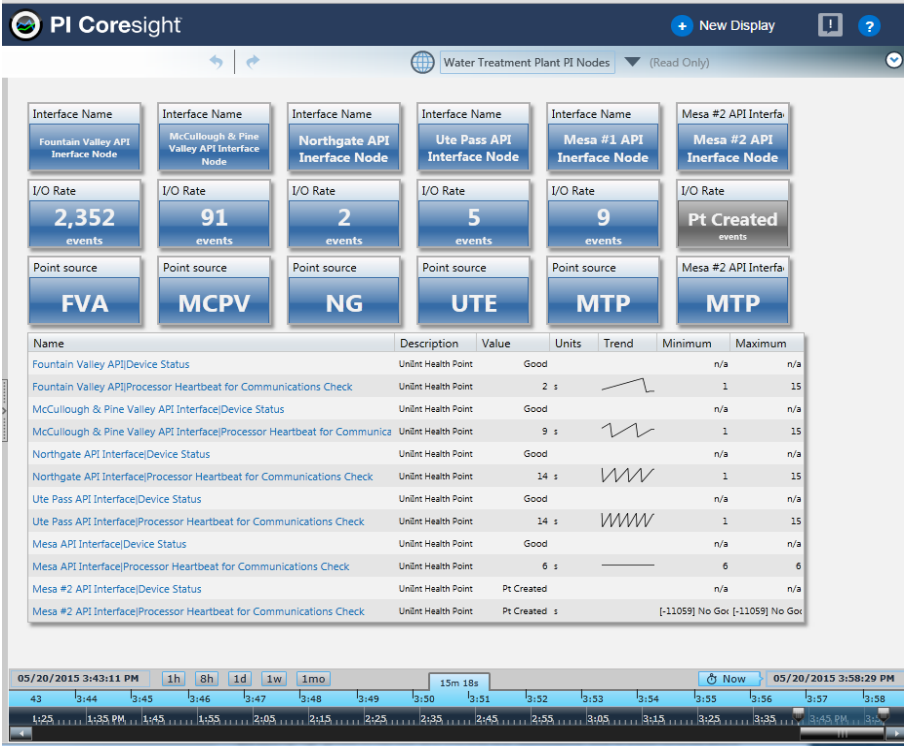 PI Coresight
New Display
Water Treatment Plant PI Nodes (Read Only)
Interface Name Interface Name Interface Name Interface Name Interface Name Mesa #2 API Interfa
Fountain Valley API
Inerface Node
McCullough & Pine
Valley API Interface
Node
Northgate API
Inerface Node
Ute Pass API
Interface Node
Mesa #1 API
Inerface Node
Mesa #2 API
Inerface Node
I/O Rate I/O Rate I/O Rate I/O Rate I/O Rate I/O Rate
2,352 91 2 5 9 Pt Created
events events events events events events
Point source Point source Point source Point source Point source Mesa #2 API Interfa
FVA MCPV NG UTE MTP MTP
Name Description Value Units Trend Minimum Maximum
Fountain Valley API|Device Status UniInt Health Point Good n/a n/a
Fountain Valley API|Processor Heartbeat for Communications Check UniInt Health Point 2 s 1 15
McCullough & Pine Valley API Interface|Device Status UniInt Health Point Good n/a n/a
McCullough & Pine Valley API Interface|Processor Heartbeat for Communica UniInt Health Point 9 s 1 15
Northgate API Interface|Device Status UniInt Health Point Good n/a n/a
Northgate API Interface|Processor Heartbeat for Communications Check UniInt Health Point 14 s 1 15
Ute Pass API Interface|Device Status UniInt Health Point Good n/a n/a
Ute Pass API Interface|Processor Heartbeat for Communications Check UniInt Health Point 14 s 1 15
Mesa API Interface|Device Status UniInt Health Point Good n/a n/a
Mesa API Interface|Processor Heartbeat for Communications Check UniInt Health Point 6 s 6 6
Mesa #2 API Interface|Device Status UniInt Health Point Pt Created n/a n/a
Mesa #2 API Interface|Processor Heartbeat for Communications Check UniInt Health Point Pt Created s [-11059] No Goo [-11059] No Goo
05/20/2015 3:43:11 PM 1h 8h 1d 1w 1mo 15m 18s Now 05/20/2015 3:58:29 PM
43 3:44 3:45 3:46 3:47 3:48 3:49 3:50 3:51 3:52 3:53 3:54 3:55 3:56 3:57 3:58
1:25 1:35 PM 1:45 1:55 2:05 2:15 2:25 2:35 2:45 2:55 3:05 3:15 3:25 3:35 3:45 PM